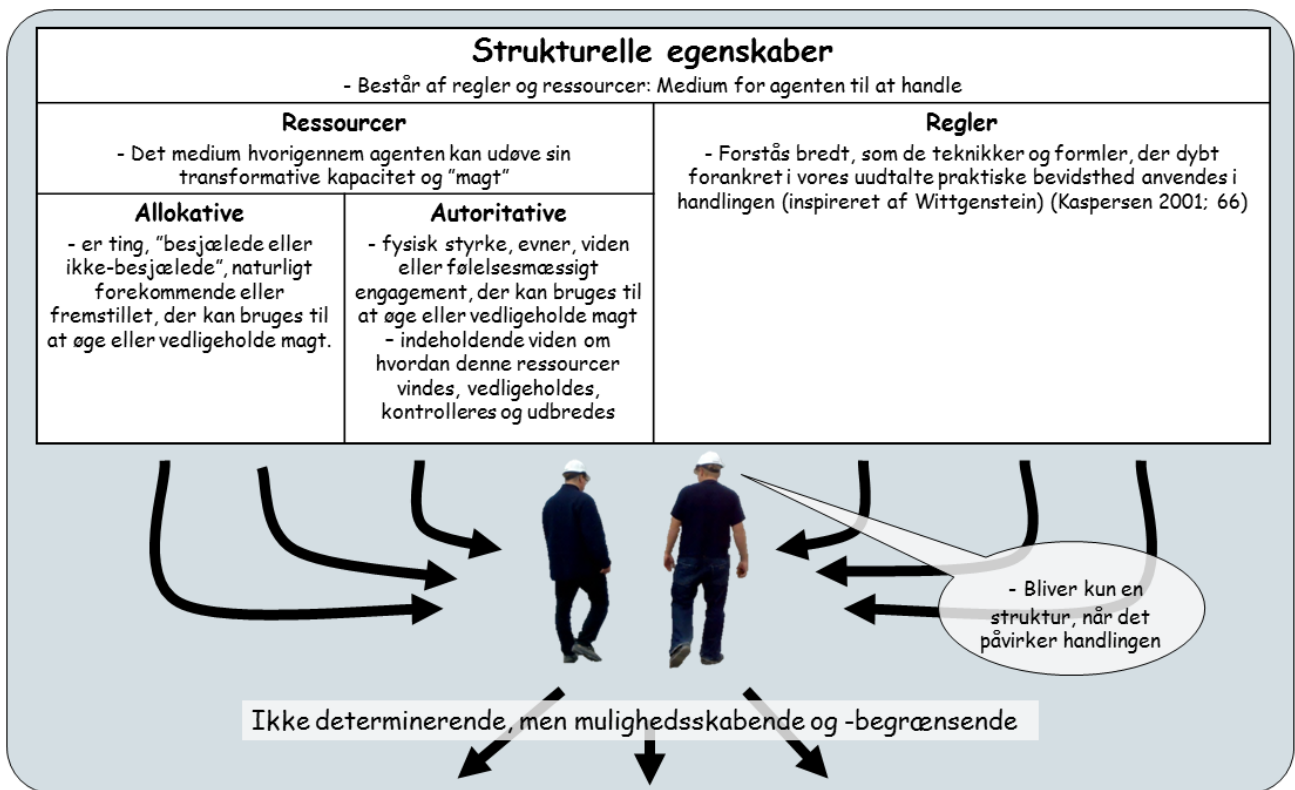 Strukturelle egenskaber
- Består af regler og ressourcer: Medium for agenten til at handle
Ressourcer
- Det medium hvorigennem agenten kan udøve sin
transformative kapacitet og ”magt”
Allokative
- er ting, ”besjælede eller
ikke-besjælede”, naturligt
forekommende eller
fremstillet, der kan bruges til
at øge eller vedligeholde magt.
Autoritative
- fysisk styrke, evner, viden
eller følelsesmæssigt
engagement, der kan bruges til
at øge eller vedligeholde magt
– indeholdende viden om
hvordan denne ressourcer
vindes, vedligeholdes,
kontrolleres og udbredes
Regler
- Forstås bredt, som de teknikker og formler, der dybt
forankret i vores uudtalte praktiske bevidsthed anvendes i
handlingen (inspireret af Wittgenstein) (Kaspersen 2001; 66)
- Bliver kun en
struktur, når det
påvirker handlingen
Ikke determinerende, men mulighedsskabende og -begrænsende